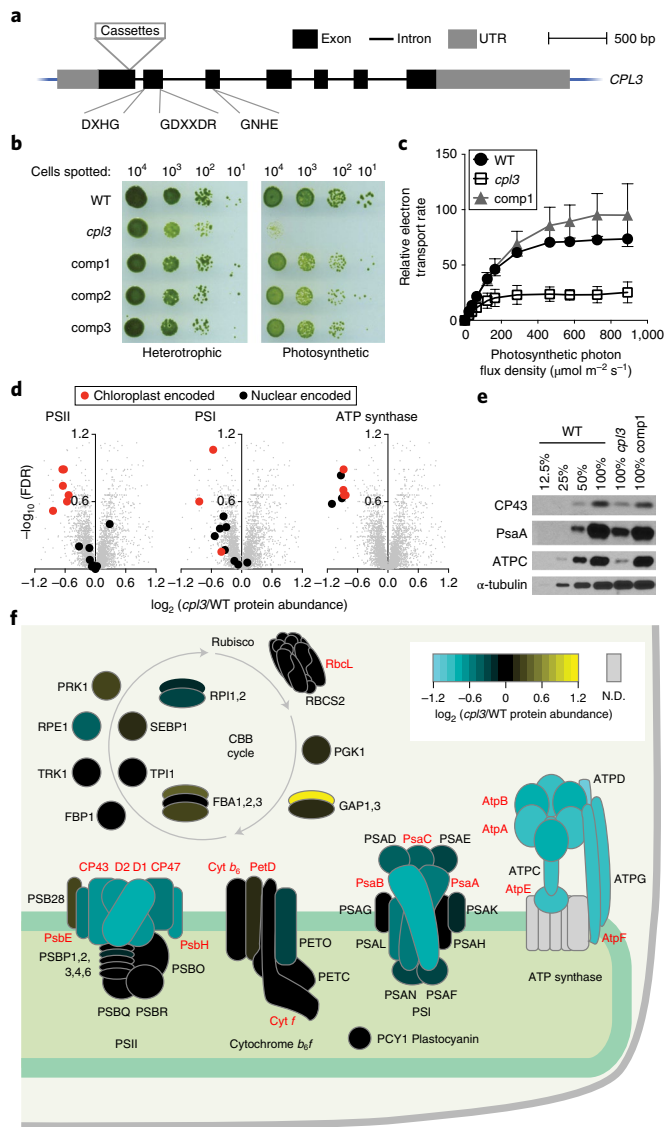 a
Cassettes
Exon
Intron
UTR
500 bp
CPL3
DXHG
GDXXDR
GNHE
b
Cells spotted:
10⁴ 10³ 10² 10¹ 10⁴ 10³ 10² 10¹
WT
cpl3
comp1
comp2
comp3
Heterotrophic
Photosynthetic
c
WT
cpl3
comp1
150
100
50
0 200 400 600 800 1,000
Relative electron transport rate
Photosynthetic photon
flux density (μmol m⁻² s⁻¹)
d
Chloroplast encoded
Nuclear encoded
PSII
PSI
ATP synthase
1.2 1.2 1.2
0.6 0.6 0.6
–log₁₀ (FDR)
–1.2 –0.6 0 0.6 1.2 –1.2 –0.6 0 0.6 1.2 –1.2 –0.6 0 0.6 1.2
log₂ (cpl3/WT protein abundance)
e
WT
12.5%
25%
50%
100%
100% cpl3
100% comp1
CP43
PsaA
ATPC
α-tubulin
f
Rubisco
RbcL
RBCS2
PRK1
RPI1,2
RPE1
SEBP1
CBB
cycle
PGK1
TRK1
TPI1
FBP1
FBA1,2,3
GAP1,3
–1.2 –0.6 0 0.6 1.2
N.D.
log₂ (cpl3/WT protein abundance)
CP43 D2 D1 CP47
PSB28
PsbE
PsbH
PSBP1,2,
3,4,6
PSBO
PSBQ PSBR
PSII
Cyt b₆ PetD
PETO
PETC
Cyt f
Cytochrome b₆f
PSAD PsaC PSAE
PsaB
PsaA
PSAG
PSAK
PSAL
PSAH
PSAN PSAF
PSI
PCY1 Plastocyanin
AtpB
ATPD
AtpA
ATPC
AtpE
ATPG
AtpF
ATP synthase